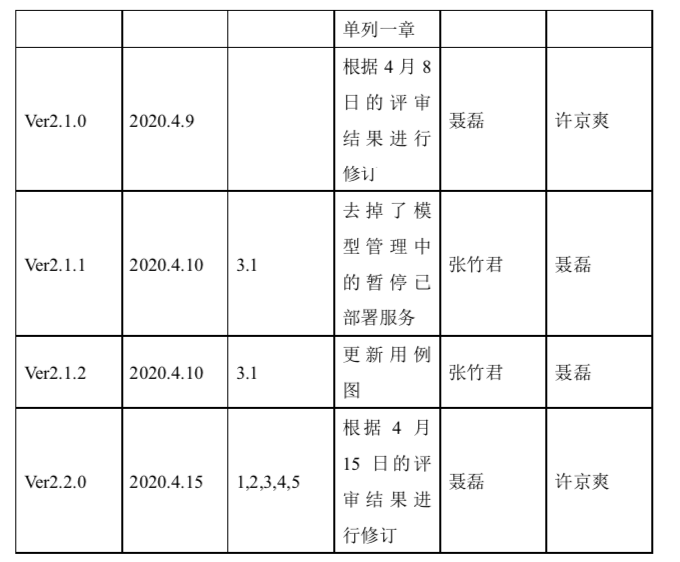 单列一章
Ver2.1.0 2020.4.9 根据 4 月 8 日的评审结果进行修订 聂磊 许京爽
Ver2.1.1 2020.4.10 3.1 去掉了模型管理中的暂停已部署服务 张竹君 聂磊
Ver2.1.2 2020.4.10 3.1 更新用例图 张竹君 聂磊
Ver2.2.0 2020.4.15 1,2,3,4,5 根据 4 月 15 日的评审结果进行修订 聂磊 许京爽